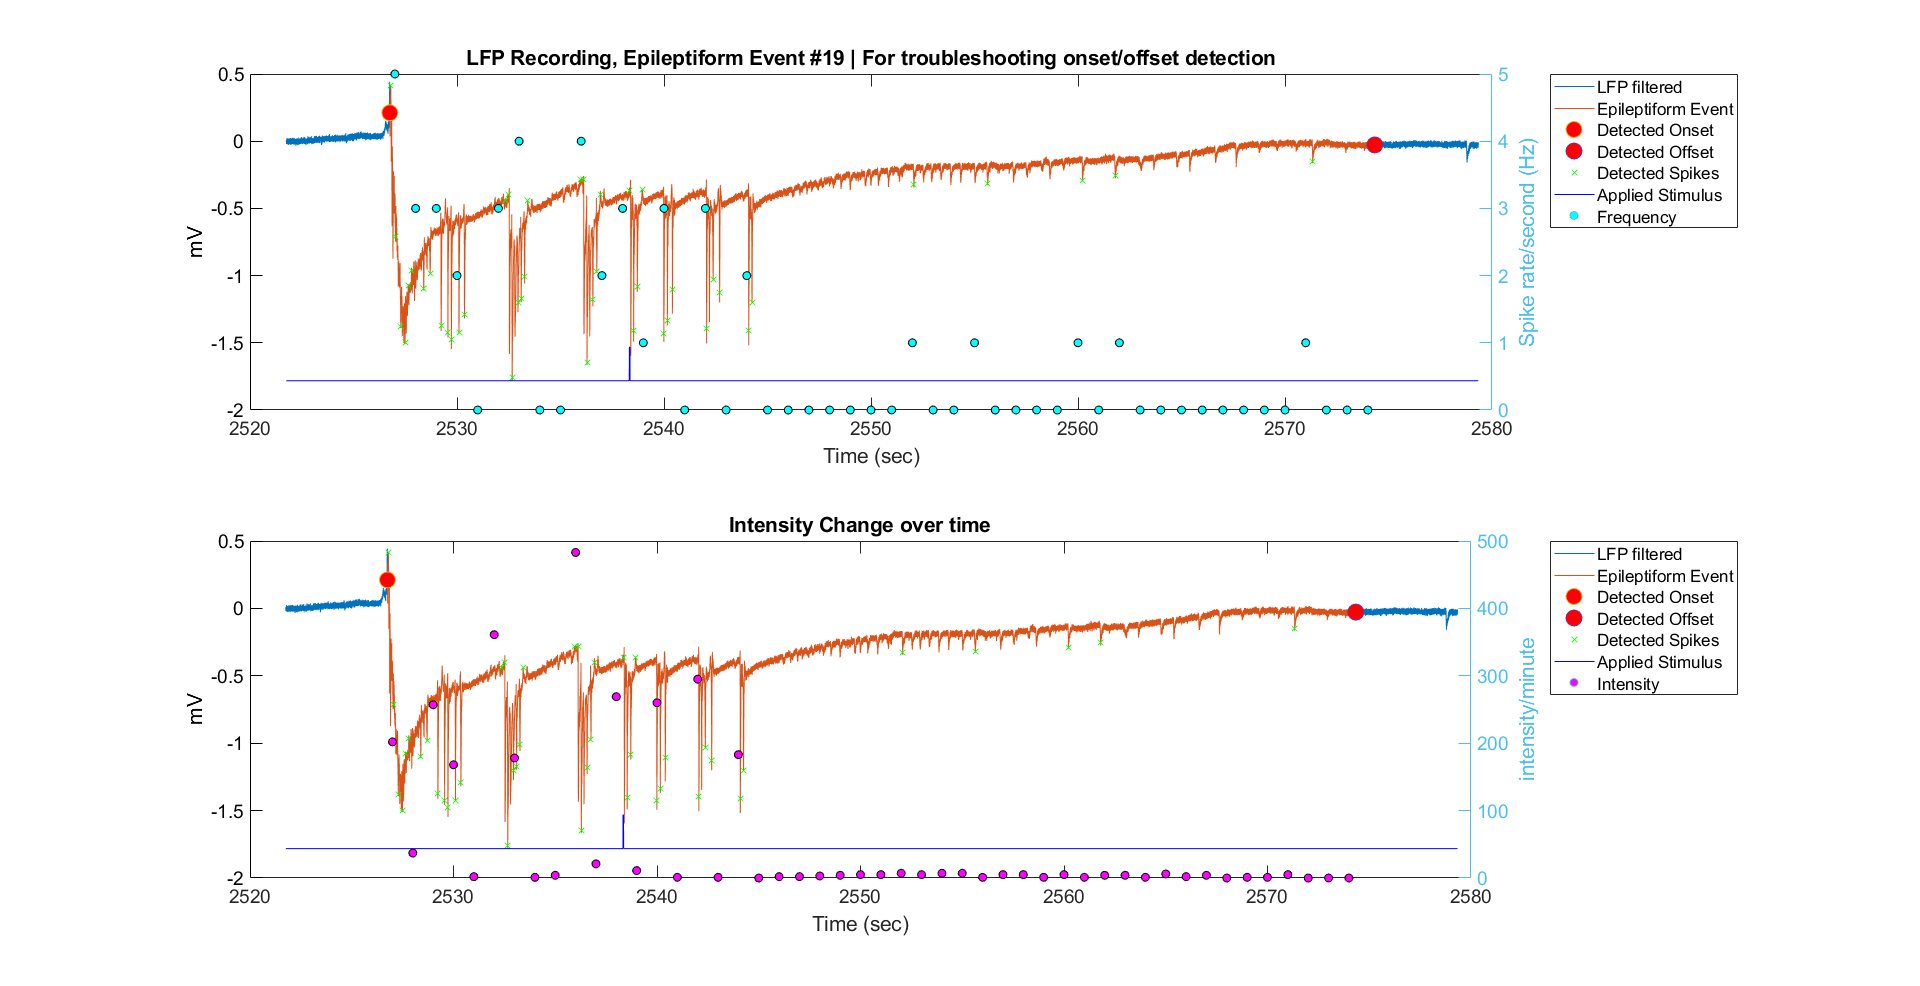 LFP Recording, Epileptiform Event #19 | For troubleshooting onset/offset detection
0.5
0
-0.5
-1
-1.5
-2
mV
2520
2530
2540
2550
2560
2570
2580
Time (sec)
5
4
3
2
1
0
Spike rate/second (Hz)
LFP filtered
Epileptiform Event
Detected Onset
Detected Offset
Detected Spikes
Applied Stimulus
Frequency
Intensity Change over time
0.5
0
-0.5
-1
-1.5
-2
mV
2520
2530
2540
2550
2560
2570
2580
Time (sec)
500
400
300
200
100
0
intensity/minute
LFP filtered
Epileptiform Event
Detected Onset
Detected Offset
Detected Spikes
Applied Stimulus
Intensity